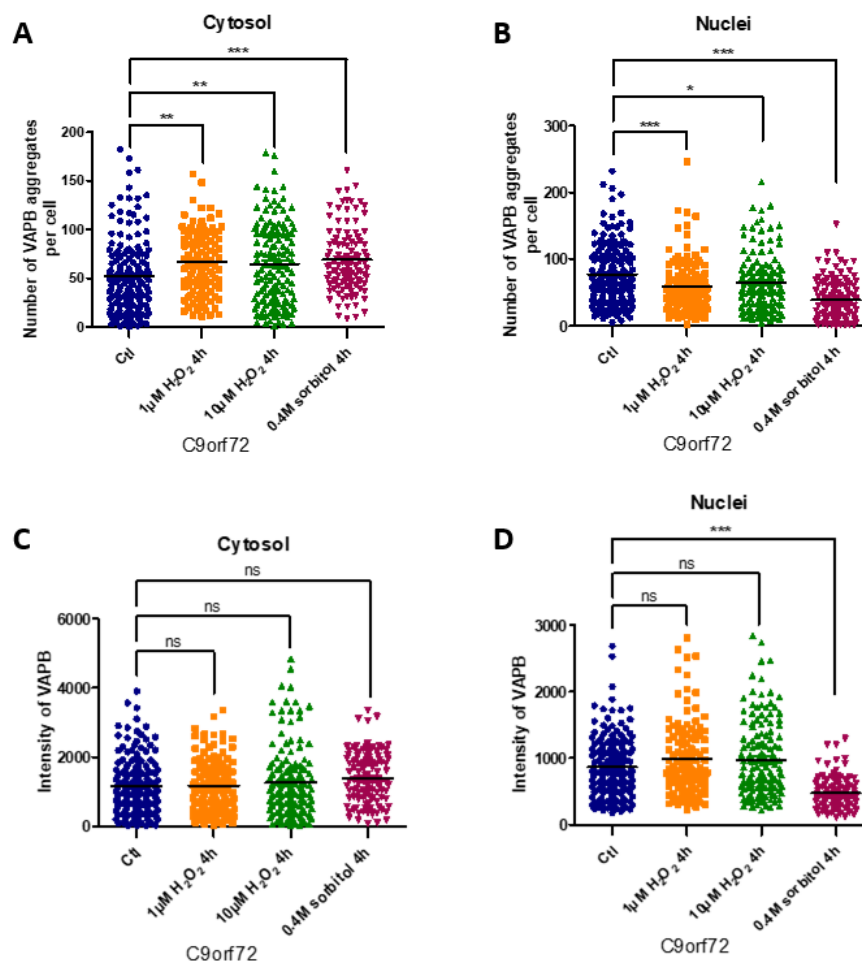 A
Cytosol
***
**
**
Number of VAPB aggregates
per cell
200
150
100
50
0
Ctl
1µM H₂O₂ 4h
10µM H₂O₂ 4h
0.4M sorbitol 4h
C9orf72
B
Nuclei
***
*
***
Number of VAPB aggregates
per cell
300
200
100
0
Ctl
1µM H₂O₂ 4h
10µM H₂O₂ 4h
0.4M sorbitol 4h
C9orf72
C
Cytosol
ns
ns
ns
Intensity of VAPB
6000
4000
2000
0
Ctl
1µM H₂O₂ 4h
10µM H₂O₂ 4h
0.4M sorbitol 4h
C9orf72
D
Nuclei
***
ns
ns
Intensity of VAPB
3000
2000
1000
0
Ctl
1µM H₂O₂ 4h
10µM H₂O₂ 4h
0.4M sorbitol 4h
C9orf72